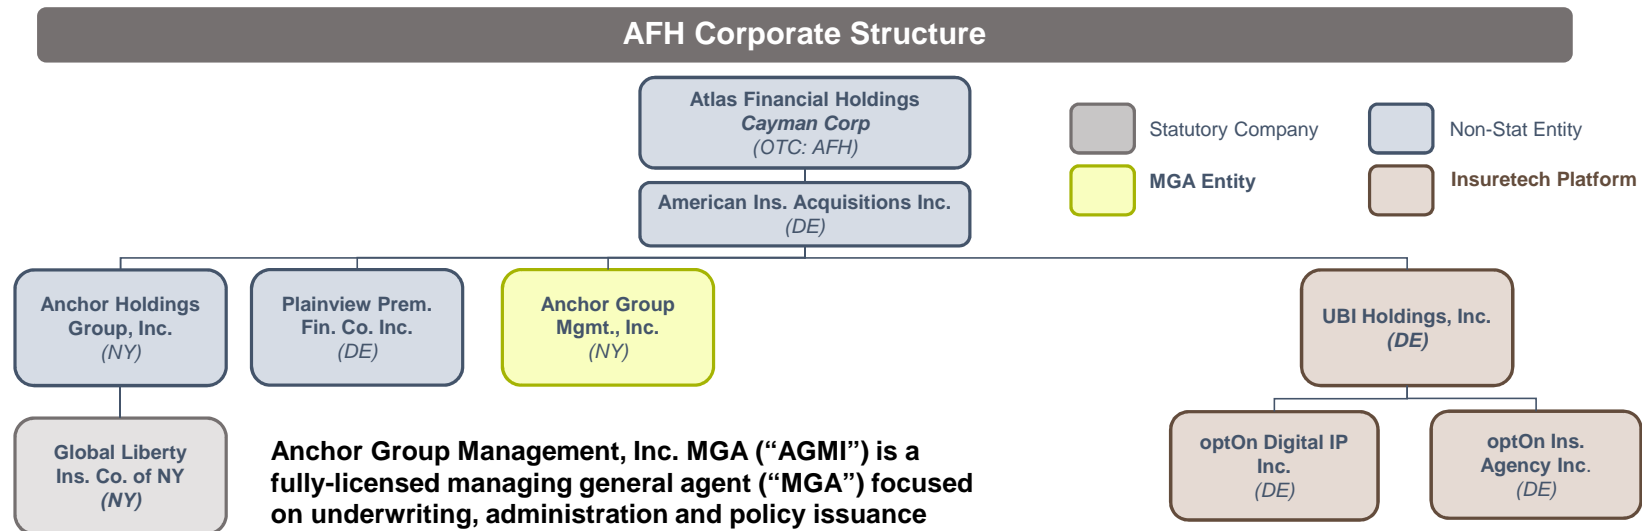 AFH Corporate Structure
Atlas Financial Holdings
Cayman Corp
(OTC: AFH)
Statutory Company
Non-Stat Entity
MGA Entity
Insuretech Platform
American Ins. Acquisitions Inc.
(DE)
Anchor Holdings
Group, Inc.
(NY)
Plainview Prem.
Fin. Co. Inc.
(DE)
Anchor Group
Mgmt., Inc.
(NY)
UBI Holdings, Inc.
(DE)
Global Liberty
Ins. Co. of NY
(NY)
Anchor Group Management, Inc. MGA (“AGMI”) is a
fully-licensed managing general agent (“MGA”) focused
on underwriting, administration and policy issuance
optOn Digital IP
Inc.
(DE)
optOn Ins.
Agency Inc.
(DE)